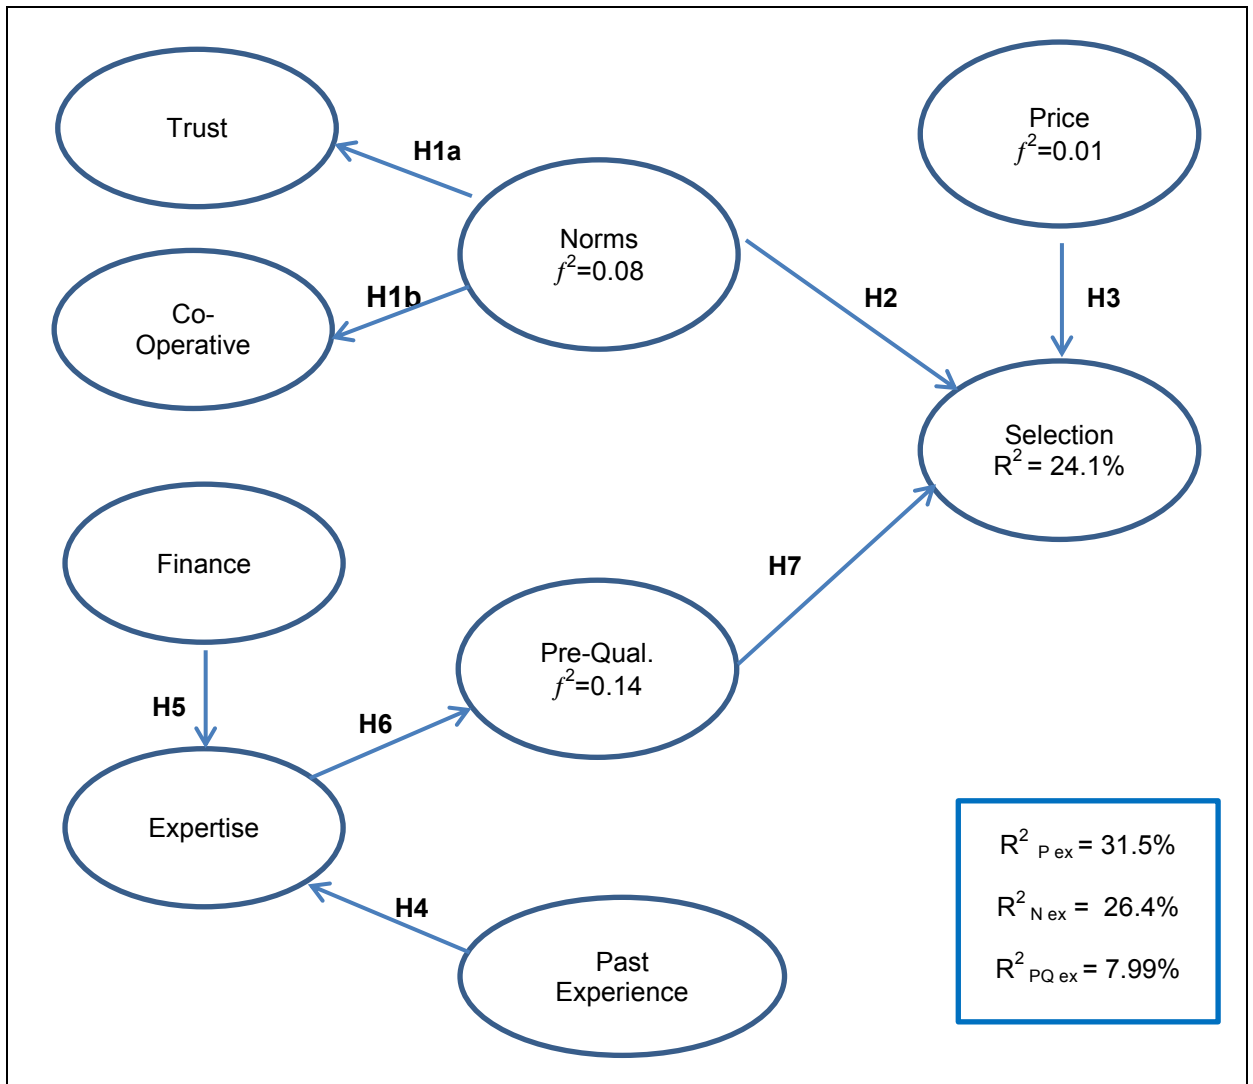 Trust
H1a
Price
f²=0.01
Norms
f²=0.08
H1b
Co-
Operative
H2
H3
Selection
R² = 24.1%
Finance
H5
H6
Pre-Qual.
f²=0.14
H7
Expertise
H4
Past
Experience
R² P ex = 31.5%
R² N ex = 26.4%
R² PQ ex = 7.99%